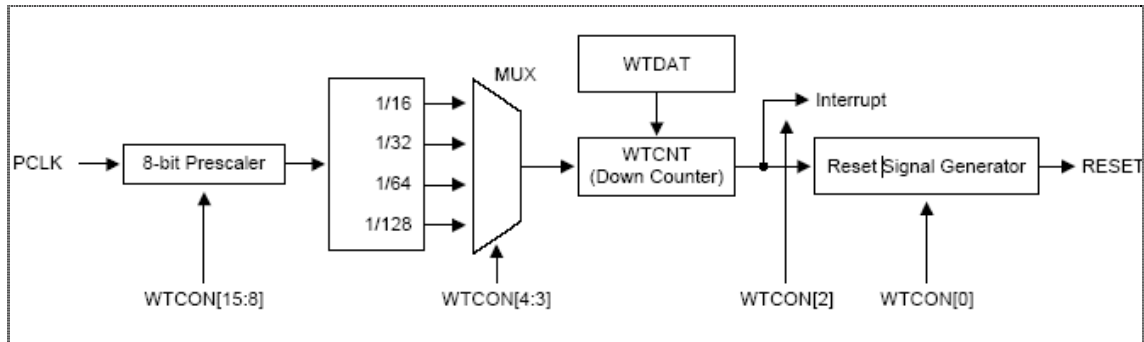 WTDAT
MUX
1/16
Interrupt
1/32
PCLK
8-bit Prescaler
WTCNT
(Down Counter)
Reset Signal Generator
RESET
1/64
1/128
WTCON[15:8]
WTCON[4:3]
WTCON[2]
WTCON[0]